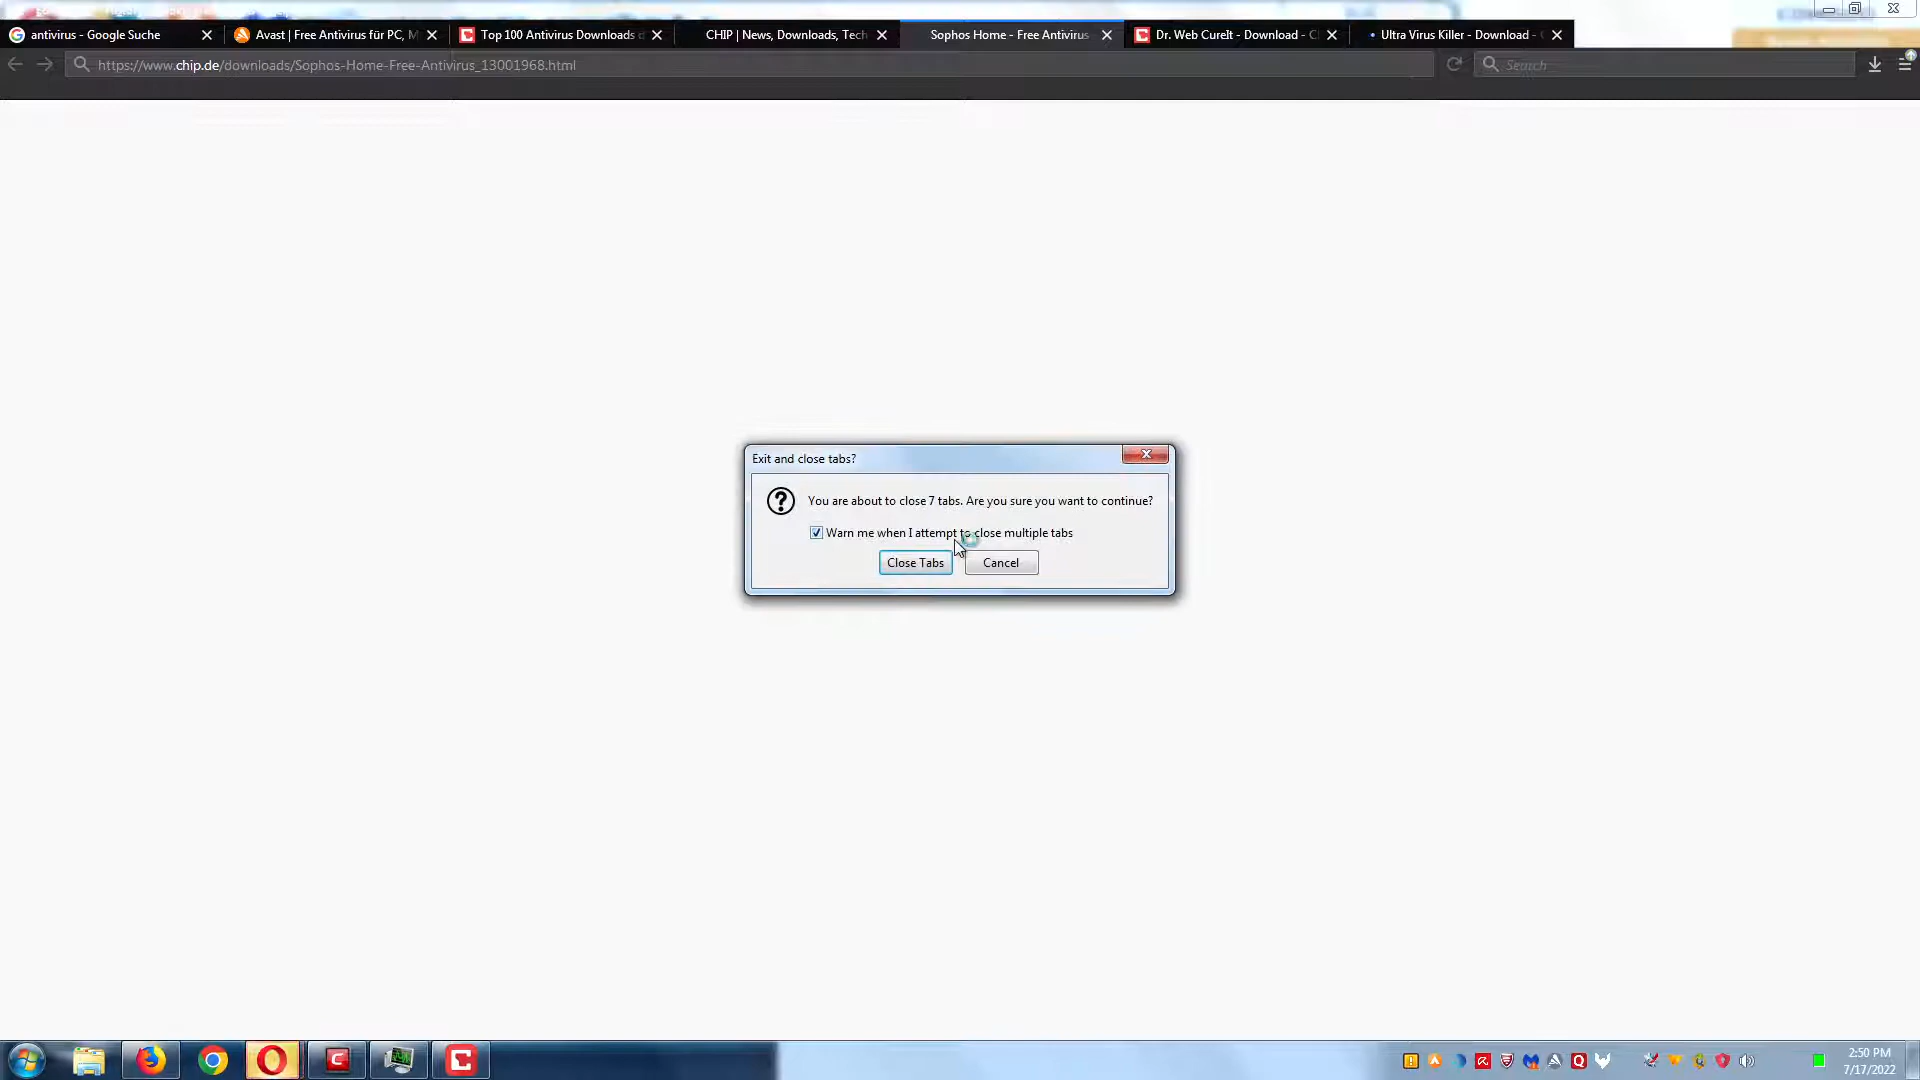 antivirus - Google Suche
Avast | Free Antivirus für PC, M
Top 100 Antivirus Downloads d
CHIP | News, Downloads, Tech
Sophos Home - Free Antivirus
Dr. Web CureIt - Download - C
Ultra Virus Killer - Download -
https://www.chip.de/downloads/Sophos-Home-Free-Antivirus_13001968.html
Search
Exit and close tabs?
You are about to close 7 tabs. Are you sure you want to continue?
Warn me when I attempt to close multiple tabs
Close Tabs
Cancel
2:50 PM
7/17/2022